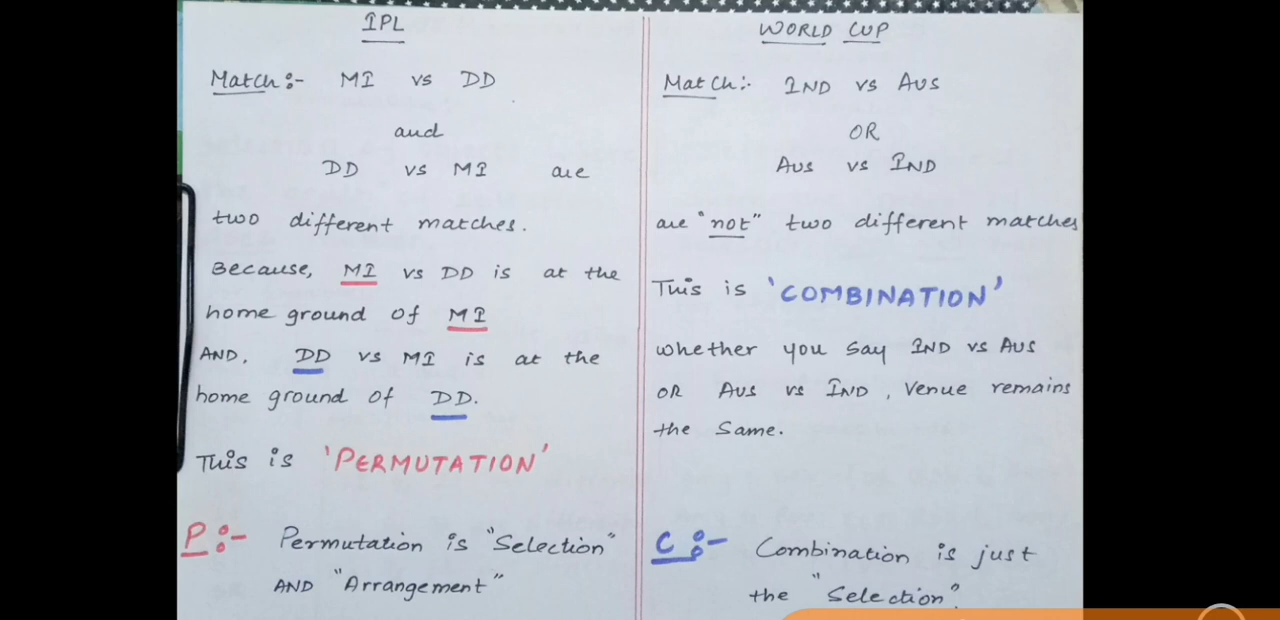 IPL
Match :- MI vs DD
and
DD vs MI are
two different matches.
Because, MI vs DD is at the
home ground of MI
AND, DD vs MI is at the
home ground of DD.
This is 'PERMUTATION'
P :- Permutation is "Selection"
AND "Arrangement"
WORLD CUP
Match :- IND vs AUS
OR
AUS vs IND
are "not" two different matches
This is 'COMBINATION'
whether you say IND vs AUS
OR AUS vs IND, Venue remains
the same.
C :- Combination is just
the "Selection".